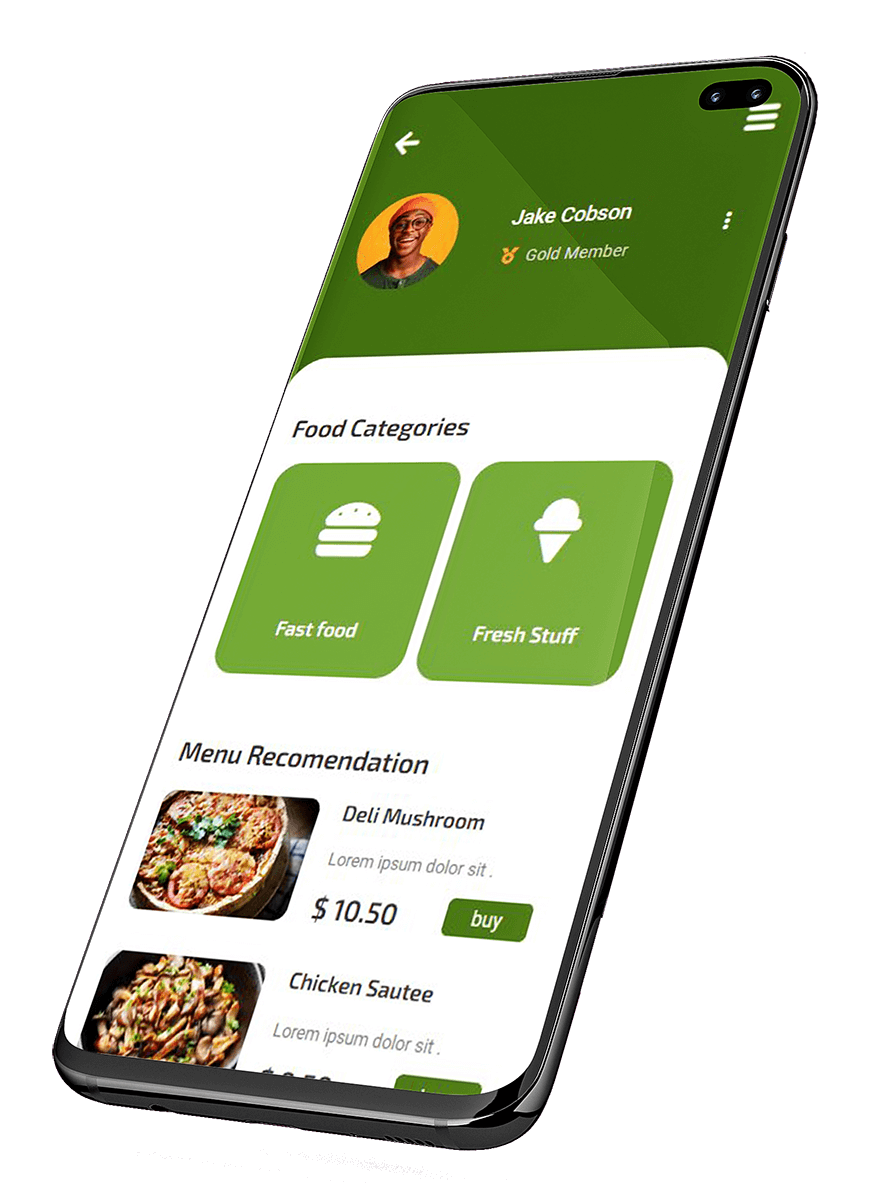 Jake Cobson
Gold Member
Food Categories
Fast food
Fresh Stuff
Menu Recomendation
Deli Mushroom
Lorem ipsum dolor sit .
$ 10.50
buy
Chicken Sautee
Lorem ipsum dolor sit .